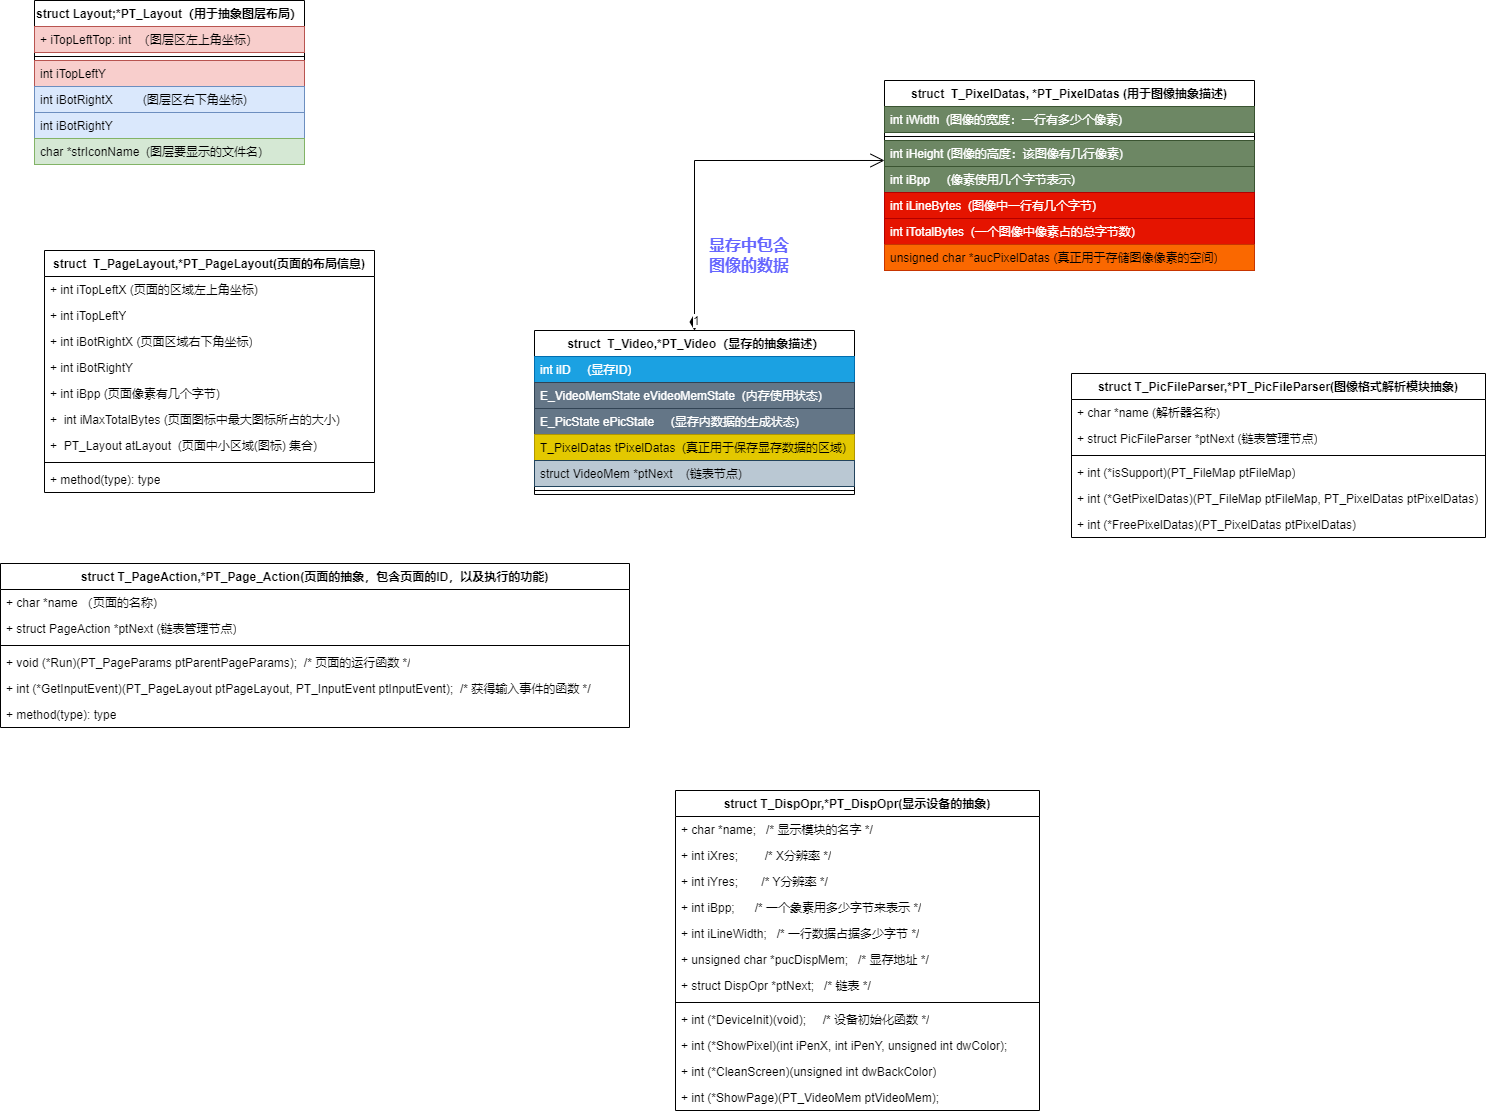 struct Layout;*PT_Layout（用于抽象图层布局）
+ iTopLeftTop: int （图层区左上角坐标）
int iTopLeftY
int iBotRightX （图层区右下角坐标）
int iBotRightY
char *strIconName（图层要显示的文件名）
struct T_PixelDatas, *PT_PixelDatas (用于图像抽象描述)
int iWidth（图像的宽度：一行有多少个像素）
int iHeight (图像的高度：该图像有几行像素）
int iBpp （像素使用几个字节表示）
int iLineBytes（图像中一行有几个字节）
int iTotalBytes（一个图像中像素占的总字节数）
unsigned char *aucPixelDatas (真正用于存储图像像素的空间)
显存中包含
图像的数据
1
struct T_PageLayout,*PT_PageLayout(页面的布局信息)
+ int iTopLeftX (页面的区域左上角坐标)
+ int iTopLeftY
+ int iBotRightX (页面区域右下角坐标)
+ int iBotRightY
+ int iBpp (页面像素有几个字节)
+ int iMaxTotalBytes (页面图标中最大图标所占的大小)
+ PT_Layout atLayout（页面中小区域(图标) 集合）
+ method(type): type
struct T_Video,*PT_Video（显存的抽象描述）
int iID （显存ID)
E_VideoMemState eVideoMemState（内存使用状态）
E_PicState ePicState （显存内数据的生成状态）
T_PixelDatas tPixelDatas（真正用于保存显存数据的区域）
struct VideoMem *ptNext （链表节点）
struct T_PicFileParser,*PT_PicFileParser(图像格式解析模块抽象)
+ char *name (解析器名称)
+ struct PicFileParser *ptNext (链表管理节点)
+ int (*isSupport)(PT_FileMap ptFileMap)
+ int (*GetPixelDatas)(PT_FileMap ptFileMap, PT_PixelDatas ptPixelDatas)
+ int (*FreePixelDatas)(PT_PixelDatas ptPixelDatas)
struct T_PageAction,*PT_Page_Action(页面的抽象，包含页面的ID，以及执行的功能)
+ char *name （页面的名称）
+ struct PageAction *ptNext (链表管理节点)
+ void (*Run)(PT_PageParams ptParentPageParams); /* 页面的运行函数 */
+ int (*GetInputEvent)(PT_PageLayout ptPageLayout, PT_InputEvent ptInputEvent); /* 获得输入事件的函数 */
+ method(type): type
struct T_DispOpr,*PT_DispOpr(显示设备的抽象)
+ char *name; /* 显示模块的名字 */
+ int iXres; /* X分辨率 */
+ int iYres; /* Y分辨率 */
+ int iBpp; /* 一个象素用多少字节来表示 */
+ int iLineWidth; /* 一行数据占据多少字节 */
+ unsigned char *pucDispMem; /* 显存地址 */
+ struct DispOpr *ptNext; /* 链表 */
+ int (*DeviceInit)(void); /* 设备初始化函数 */
+ int (*ShowPixel)(int iPenX, int iPenY, unsigned int dwColor);
+ int (*CleanScreen)(unsigned int dwBackColor)
+ int (*ShowPage)(PT_VideoMem ptVideoMem);